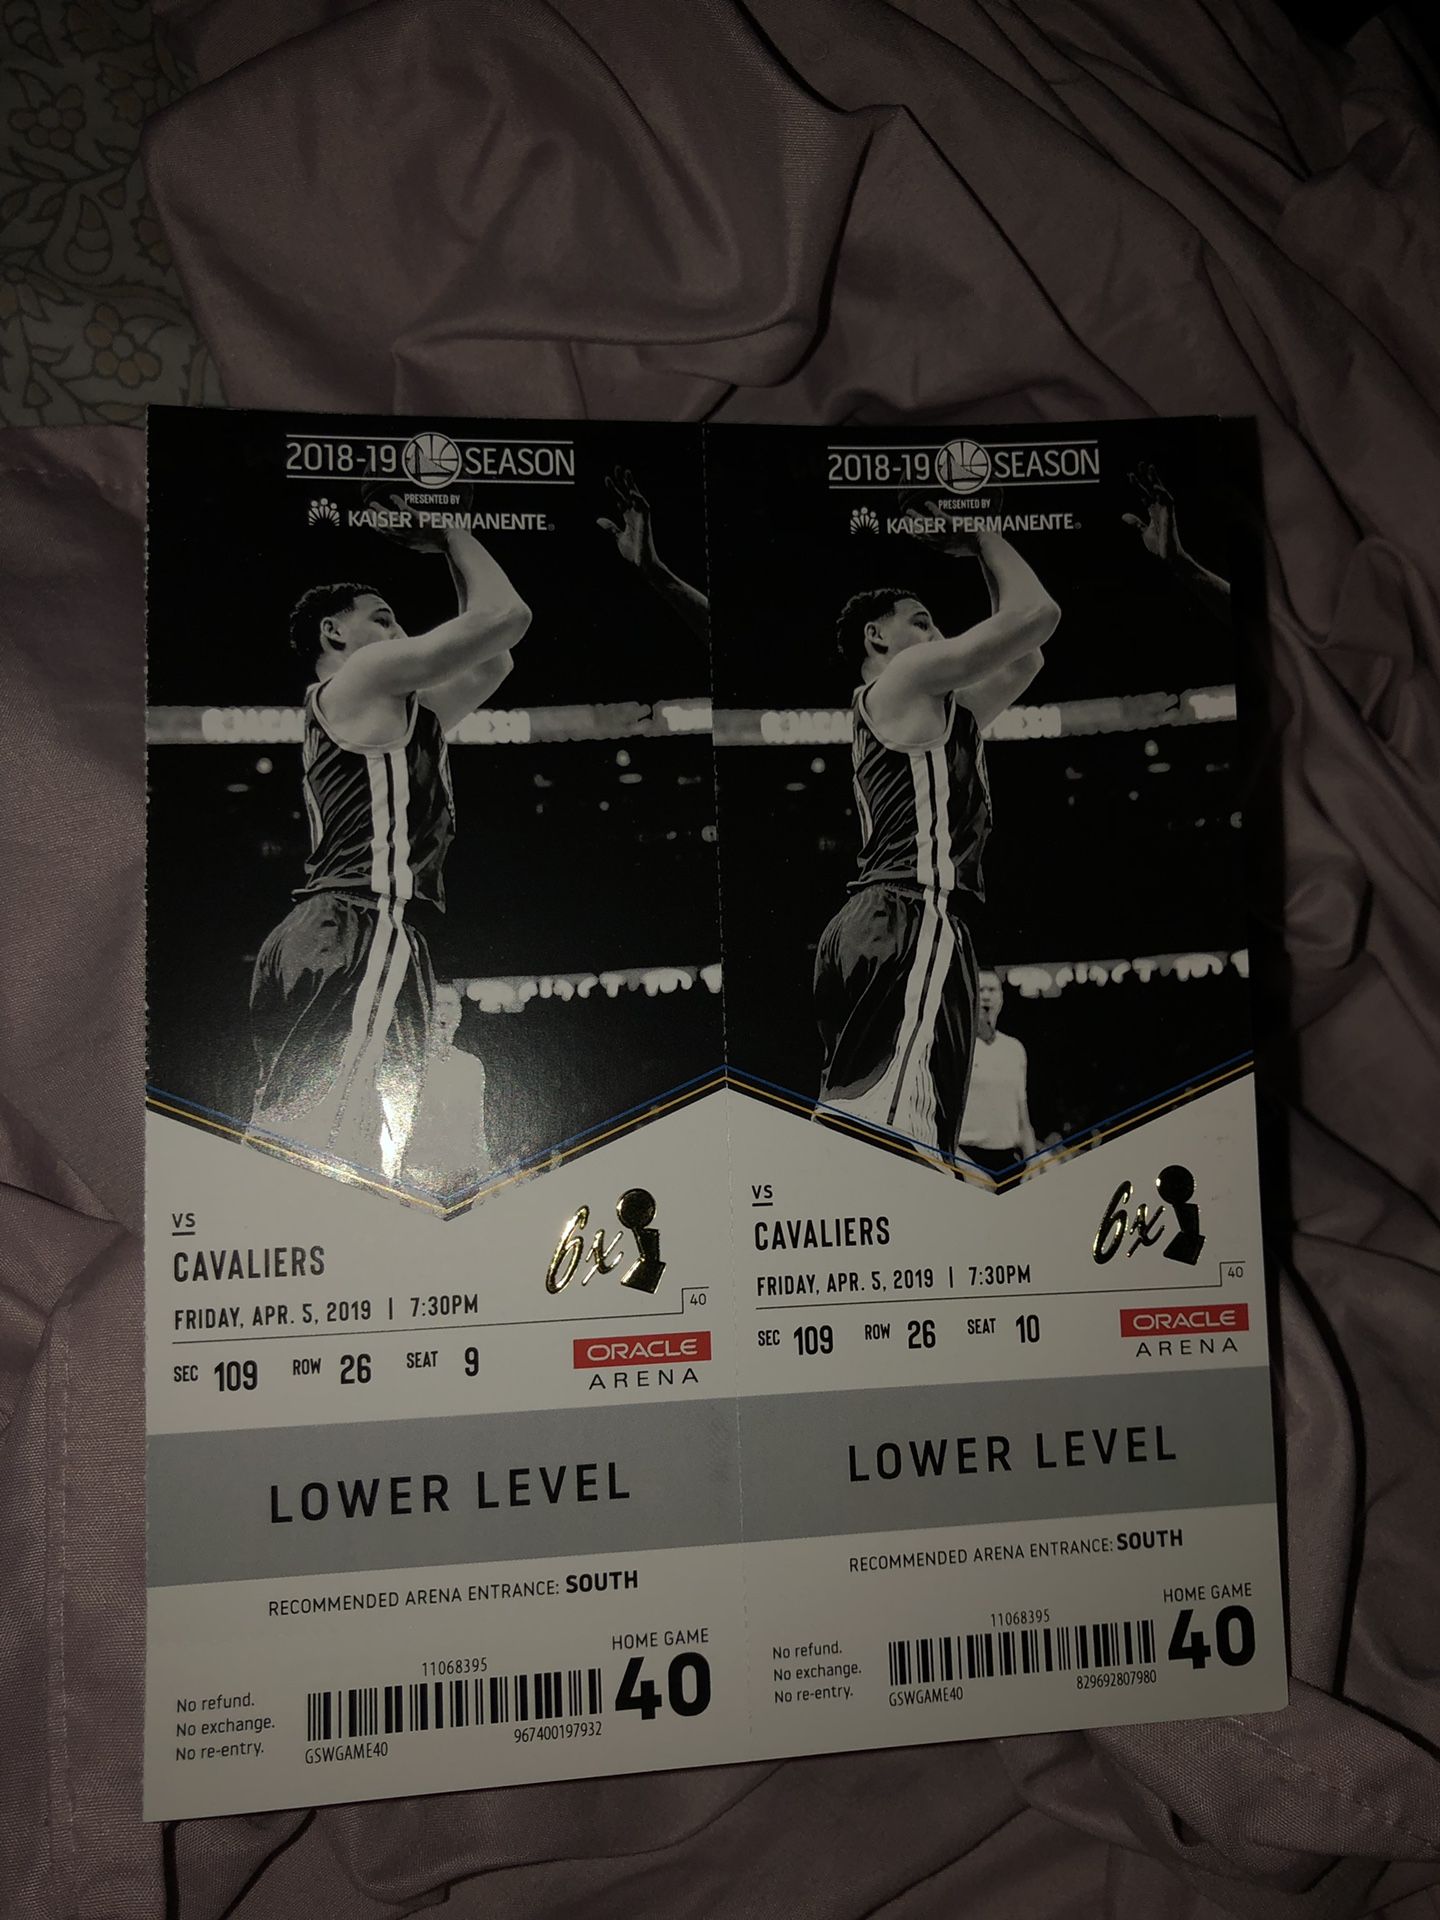 2018-19 SEASON
PRESENTED BY
KAISER PERMANENTE®
VS
CAVALIERS
6x
FRIDAY, APR. 5, 2019 | 7:30PM
40
SEC 109 ROW 26 SEAT 9
ORACLE
ARENA
LOWER LEVEL
RECOMMENDED ARENA ENTRANCE: SOUTH
HOME GAME
40
11068395
No refund.
No exchange.
No re-entry.
GSWGAME40
967400197932
2018-19 SEASON
PRESENTED BY
KAISER PERMANENTE®
VS
CAVALIERS
6x
FRIDAY, APR. 5, 2019 | 7:30PM
40
SEC 109 ROW 26 SEAT 10
ORACLE
ARENA
LOWER LEVEL
RECOMMENDED ARENA ENTRANCE: SOUTH
HOME GAME
40
11068395
No refund.
No exchange.
No re-entry.
GSWGAME40
829692807980